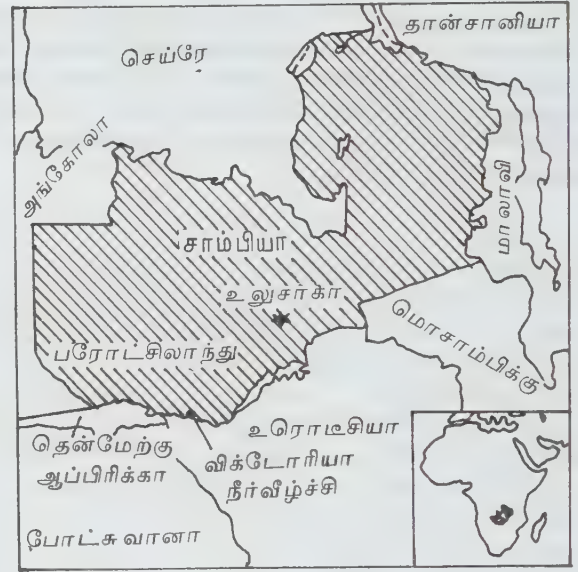 தான்சானியா
செய்ரே
அங்கோலா
மாலாவி
சாம்பியா
உலுசாகா
மொசாம்பிக்கு
பரோட்சிலாந்து
தென்மேற்கு
ஆப்பிரிக்கா
உரொட்சியா
விக்டோரியா
நீர்வீழ்ச்சி
போட்சுவானா